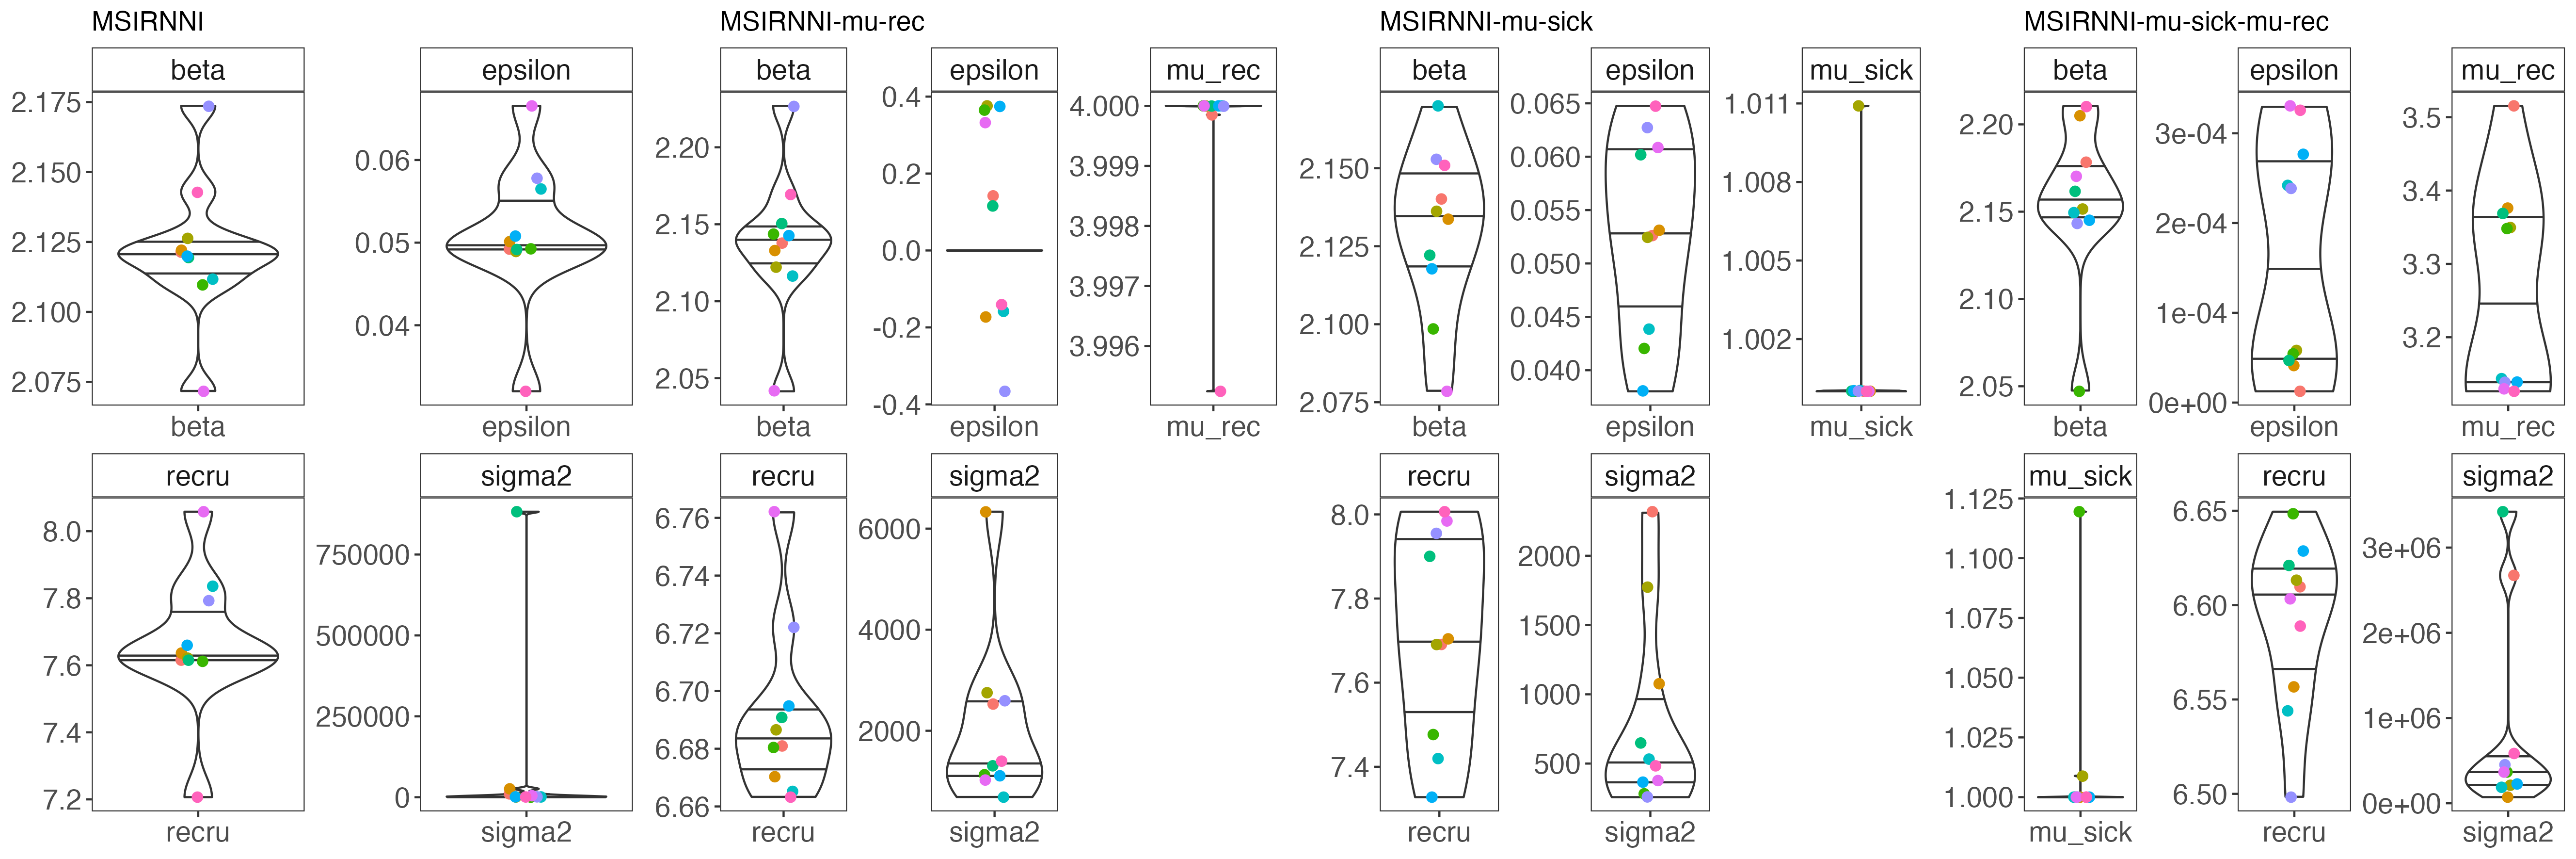 MSIRNNI
MSIRNNI-mu-rec
MSIRNNI-mu-sick
MSIRNNI-mu-sick-mu-rec
beta
2.175
2.150
2.125
2.100
2.075
beta
epsilon
0.06
0.05
0.04
epsilon
beta
2.20
2.15
2.10
2.05
beta
epsilon
0.4
0.2
0.0
-0.2
-0.4
epsilon
mu_rec
4.000
3.999
3.998
3.997
3.996
mu_rec
beta
2.150
2.125
2.100
2.075
beta
epsilon
0.065
0.060
0.055
0.050
0.045
0.040
epsilon
mu_sick
1.011
1.008
1.005
1.002
mu_sick
beta
2.20
2.15
2.10
2.05
beta
epsilon
3e-04
2e-04
1e-04
0e+00
epsilon
mu_rec
3.5
3.4
3.3
3.2
mu_rec
recru
8.0
7.8
7.6
7.4
7.2
recru
sigma2
750000
500000
250000
0
sigma2
recru
6.76
6.74
6.72
6.70
6.68
6.66
recru
sigma2
6000
4000
2000
sigma2
recru
8.0
7.8
7.6
7.4
recru
sigma2
2000
1500
1000
500
sigma2
mu_sick
1.125
1.100
1.075
1.050
1.025
1.000
mu_sick
recru
6.65
6.60
6.55
6.50
recru
sigma2
3e+06
2e+06
1e+06
0e+00
sigma2